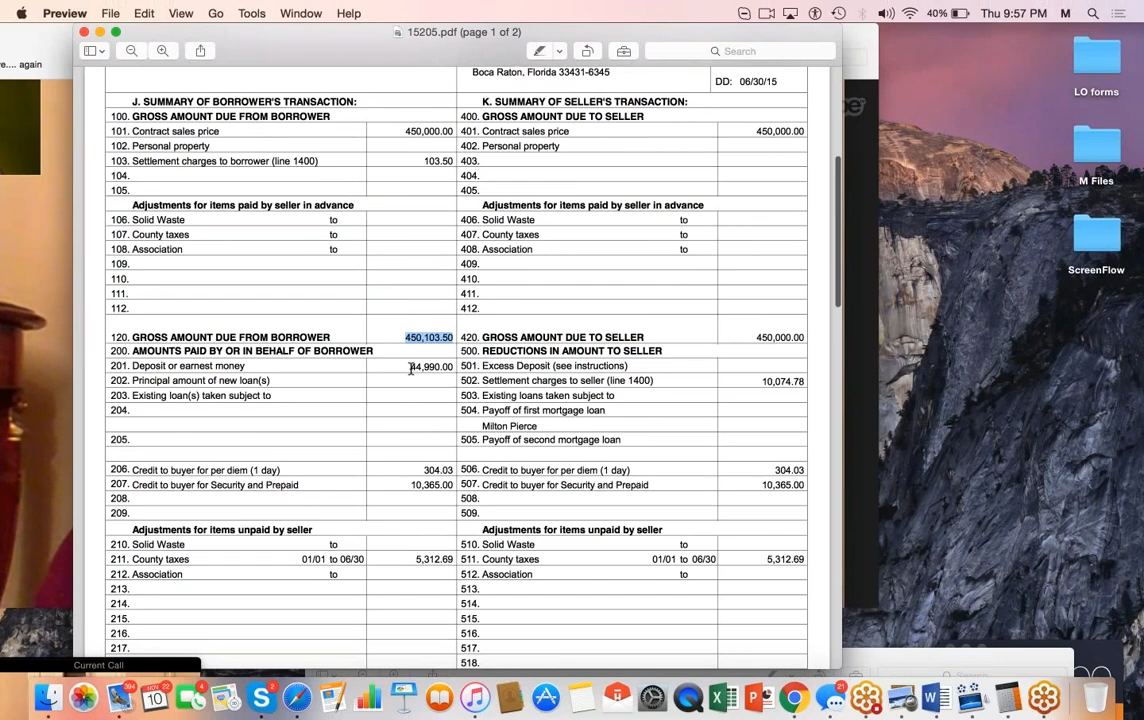 Preview File Edit View Go Tools Window Help 40% Thu 9:57 PM M
15205.pdf (page 1 of 2)
Search
e.... again
Boca Raton, Florida 33431-6345
DD: 06/30/15
J. SUMMARY OF BORROWER'S TRANSACTION: K. SUMMARY OF SELLER'S TRANSACTION:
100. GROSS AMOUNT DUE FROM BORROWER 400. GROSS AMOUNT DUE TO SELLER
101. Contract sales price 450,000.00 401. Contract sales price 450,000.00
102. Personal property 402. Personal property
103. Settlement charges to borrower (line 1400) 103.50 403.
104. 404.
105. 405.
Adjustments for items paid by seller in advance Adjustments for items paid by seller in advance
106. Solid Waste to 406. Solid Waste to
107. County taxes to 407. County taxes to
108. Association to 408. Association to
109. 409.
110. 410.
111. 411.
112. 412.
120. GROSS AMOUNT DUE FROM BORROWER 450,103.50 420. GROSS AMOUNT DUE TO SELLER 450,000.00
200. AMOUNTS PAID BY OR IN BEHALF OF BORROWER 500. REDUCTIONS IN AMOUNT TO SELLER
201. Deposit or earnest money 44,990.00 501. Excess Deposit (see instructions)
202. Principal amount of new loan(s) 502. Settlement charges to seller (line 1400) 10,074.78
203. Existing loan(s) taken subject to 503. Existing loans taken subject to
204. 504. Payoff of first mortgage loan
Milton Pierce
205. 505. Payoff of second mortgage loan
206. Credit to buyer for per diem (1 day) 304.03 506. Credit to buyer for per diem (1 day) 304.03
207. Credit to buyer for Security and Prepaid 10,365.00 507. Credit to buyer for Security and Prepaid 10,365.00
208. 508.
209. 509.
Adjustments for items unpaid by seller Adjustments for items unpaid by seller
210. Solid Waste to 510. Solid Waste to
211. County taxes 01/01 to 06/30 5,312.69 511. County taxes 01/01 to 06/30 5,312.69
212. Association to 512. Association to
213. 513.
214. 514.
215. 515.
216. 516.
217. 517.
518.
LO forms
M Files
ScreenFlow
Current Call